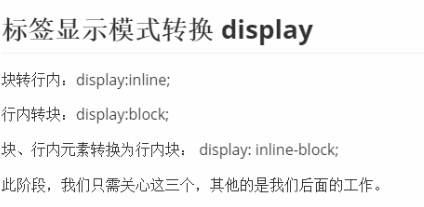 标签显示模式转换 display
块转行内：display:inline;
行内转块：display:block;
块、行内元素转换为行内块： display: inline-block;
此阶段，我们只需关心这三个，其他的是我们后面的工作。